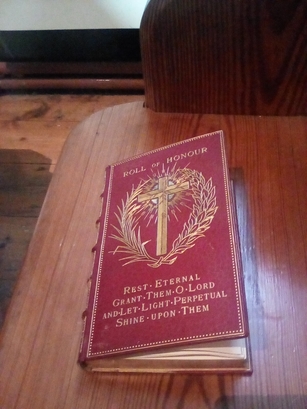 ROLL OF HONOUR
REST · ETERNAL
GRANT · THEM · O · LORD
AND · LET · LIGHT · PERPETUAL
SHINE · UPON · THEM